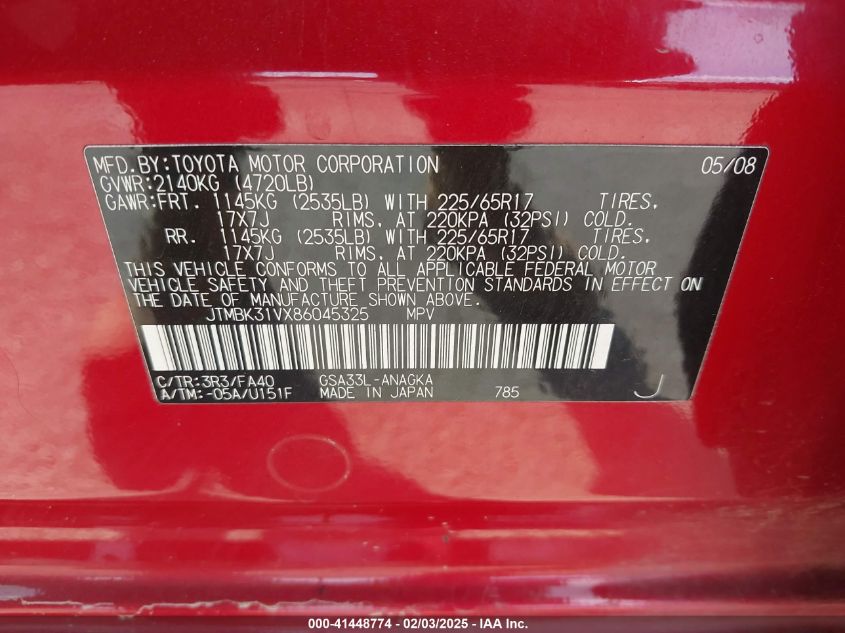 MFD.BY:TOYOTA MOTOR CORPORATION 05/08
GVWR:2140KG (4720LB)
GAWR:FRT. 1145KG (2535LB) WITH 225/65R17 TIRES,
17X7J RIMS, AT 220KPA (32PSI) COLD.
RR. 1145KG (2535LB) WITH 225/65R17 TIRES,
17X7J RIMS, AT 220KPA (32PSI) COLD.
THIS VEHICLE CONFORMS TO ALL APPLICABLE FEDERAL MOTOR
VEHICLE SAFETY AND THEFT PREVENTION STANDARDS IN EFFECT ON
THE DATE OF MANUFACTURE SHOWN ABOVE.
JTMBK31VX86045325 MPV
C/TR:3R3/FA40 GSA33L-ANAGKA
A/TM:-05A/U151F MADE IN JAPAN 785 J
000-41448774 - 02/03/2025 - IAA Inc.